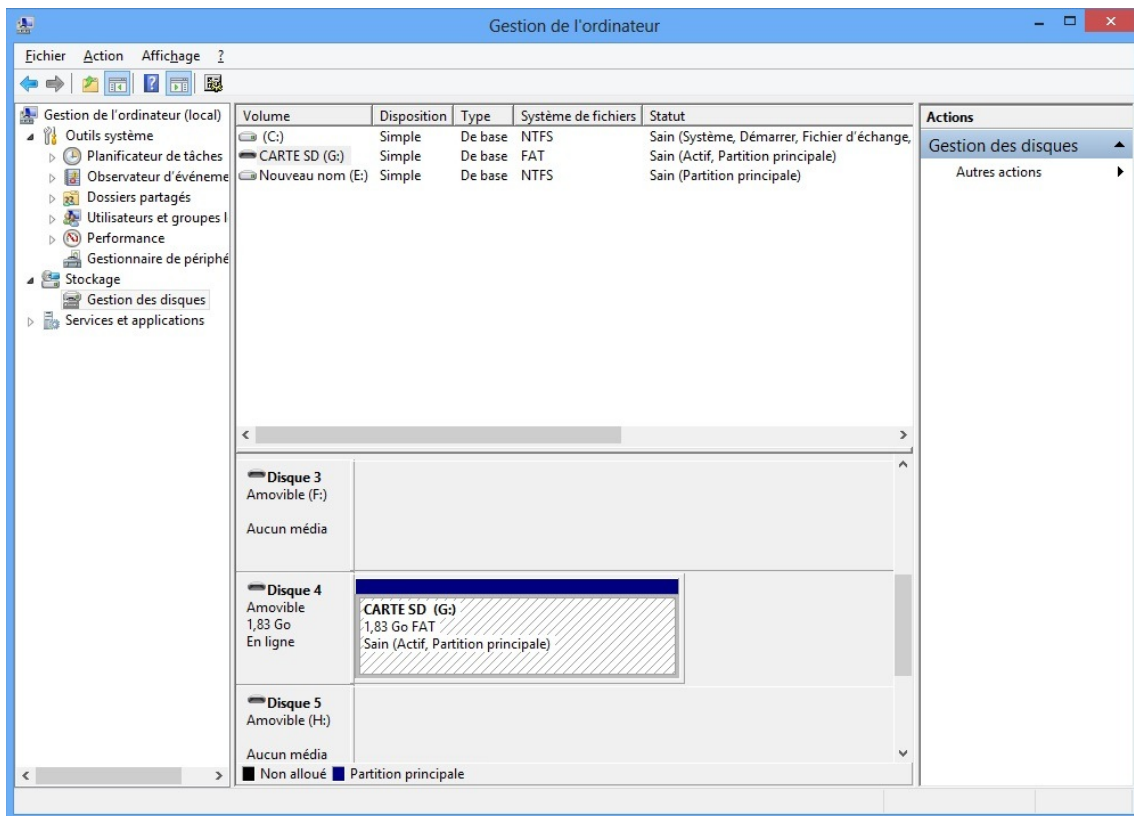 Gestion de l'ordinateur
Fichier Action Affichage ?
Gestion de l'ordinateur (local)
Outils système
Planificateur de tâches
Observateur d'événeme
Dossiers partagés
Utilisateurs et groupes l
Performance
Gestionnaire de périphé
Stockage
Gestion des disques
Services et applications
Volume Disposition Type Système de fichiers Statut
(C:) Simple De base NTFS Sain (Système, Démarrer, Fichier d'échange,
CARTE SD (G:) Simple De base FAT Sain (Actif, Partition principale)
Nouveau nom (E:) Simple De base NTFS Sain (Partition principale)
Disque 3
Amovible (F:)
Aucun média
Disque 4
Amovible
1,83 Go
En ligne
CARTE SD (G:)
1,83 Go FAT
Sain (Actif, Partition principale)
Disque 5
Amovible (H:)
Aucun média
Non alloué Partition principale
Actions
Gestion des disques
Autres actions